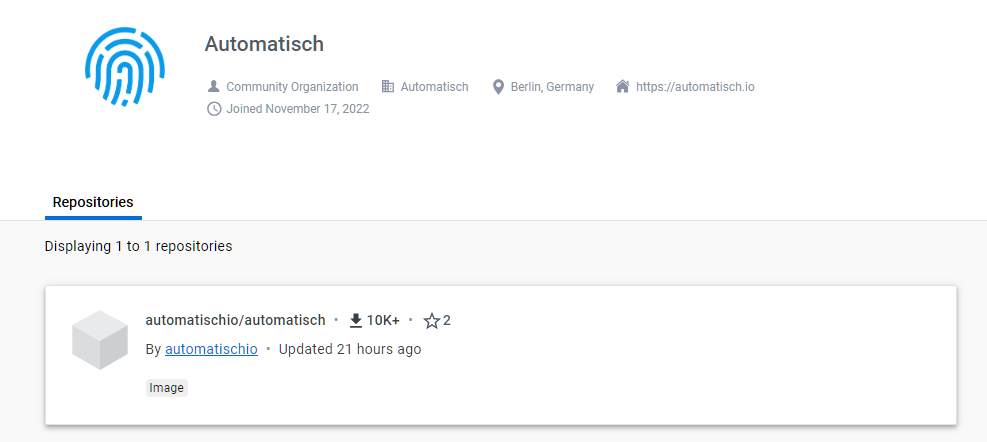 Automatisch
Community Organization Automatisch Berlin, Germany https://automatisch.io
Joined November 17, 2022
Repositories
Displaying 1 to 1 repositories
automatischio/automatisch • 10K+ • 2
By automatischio • Updated 21 hours ago
Image